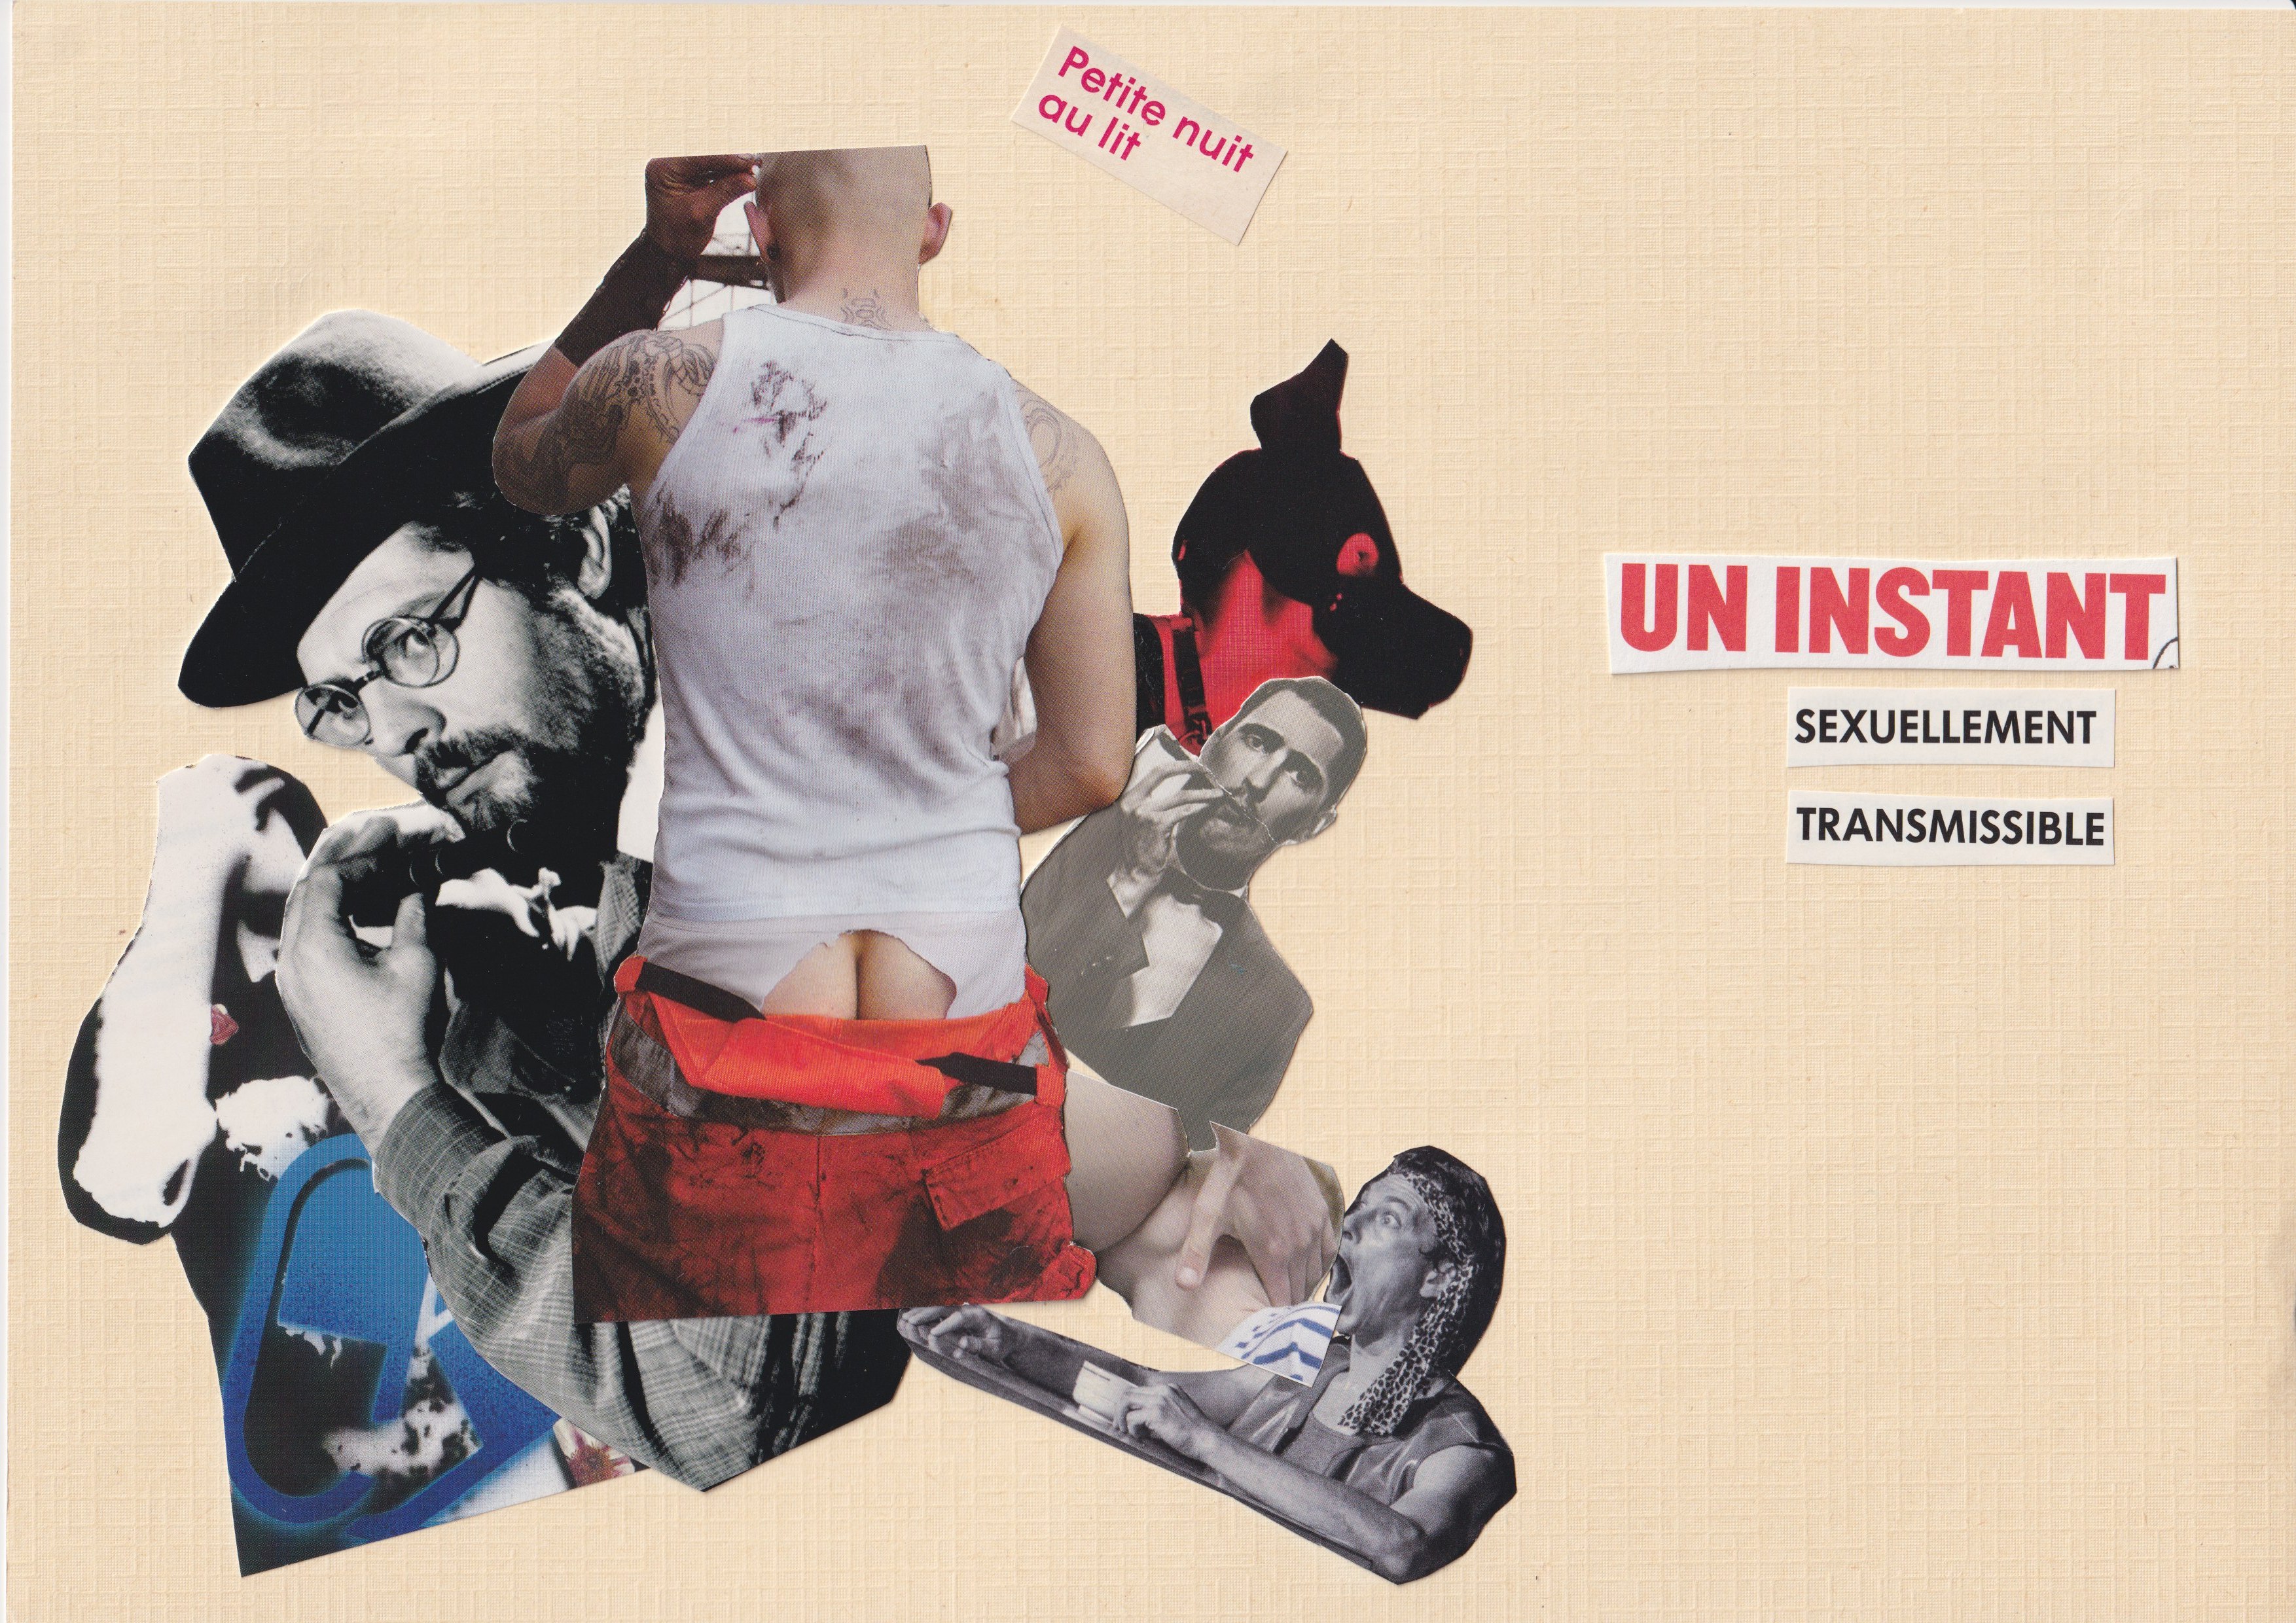 Petite nuit
au lit
UN INSTANT
SEXUELLEMENT
TRANSMISSIBLE